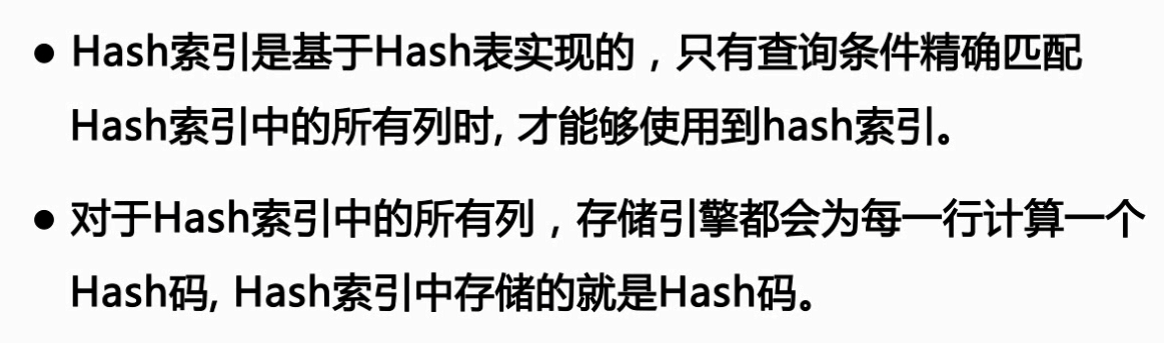 ● Hash索引是基于Hash表实现的，只有查询条件精确匹配
Hash索引中的所有列时, 才能够使用到hash索引。
● 对于Hash索引中的所有列，存储引擎都会为每一行计算一个
Hash码, Hash索引中存储的就是Hash码。